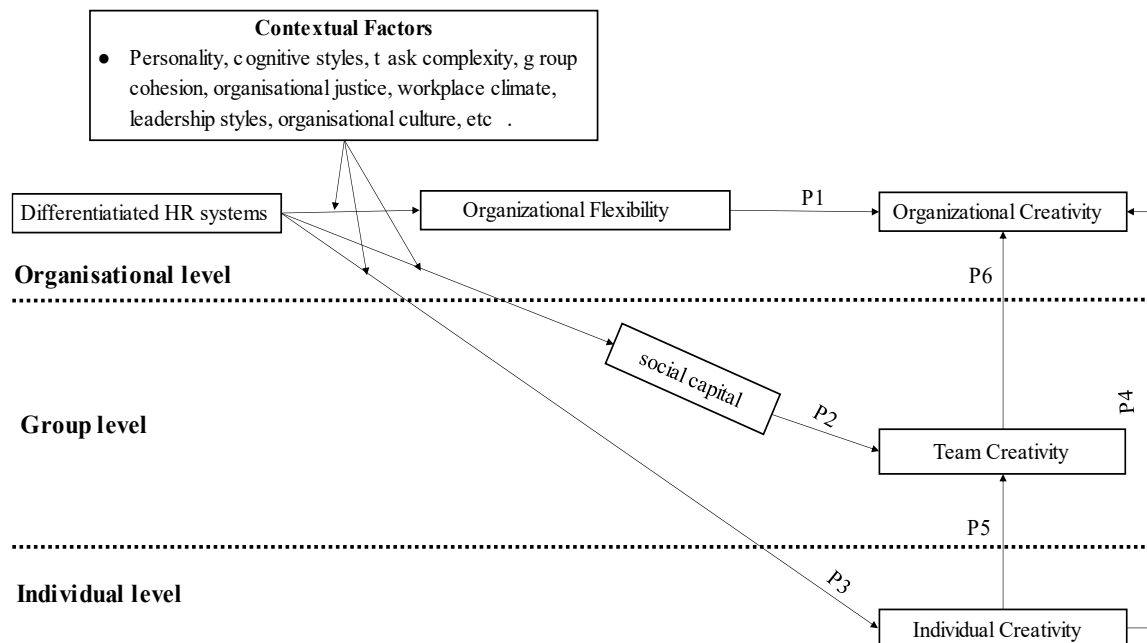 Contextual Factors
● Personality, cognitive styles, t ask complexity, g roup
cohesion, organisational justice, workplace climate,
leadership styles, organisational culture, etc .
Differentiatiated HR systems
Organizational Flexibility
P1
Organizational Creativity
Organisational level
P6
social capital
P2
P4
Group level
Team Creativity
P5
Individual level
P3
Individual Creativity